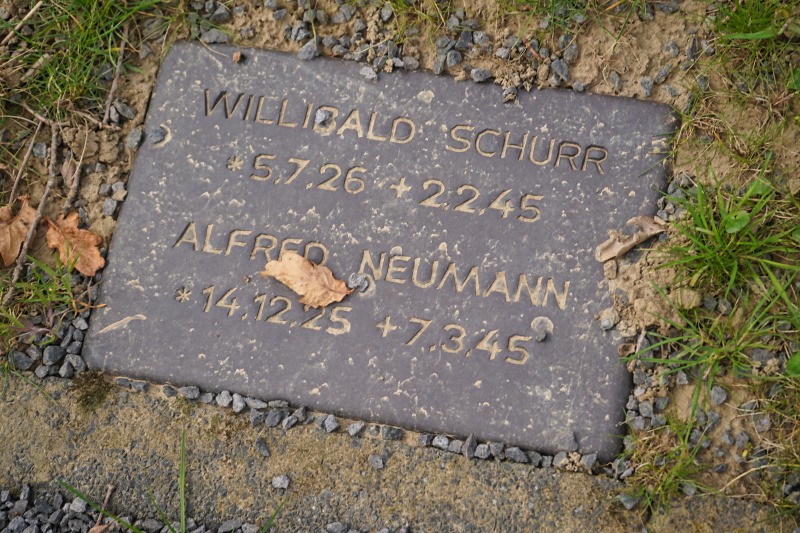 WILLIBALD SCHURR
*5.7.26 +2.2.45
ALFRED NEUMANN
*14.12.25 +7.3.45